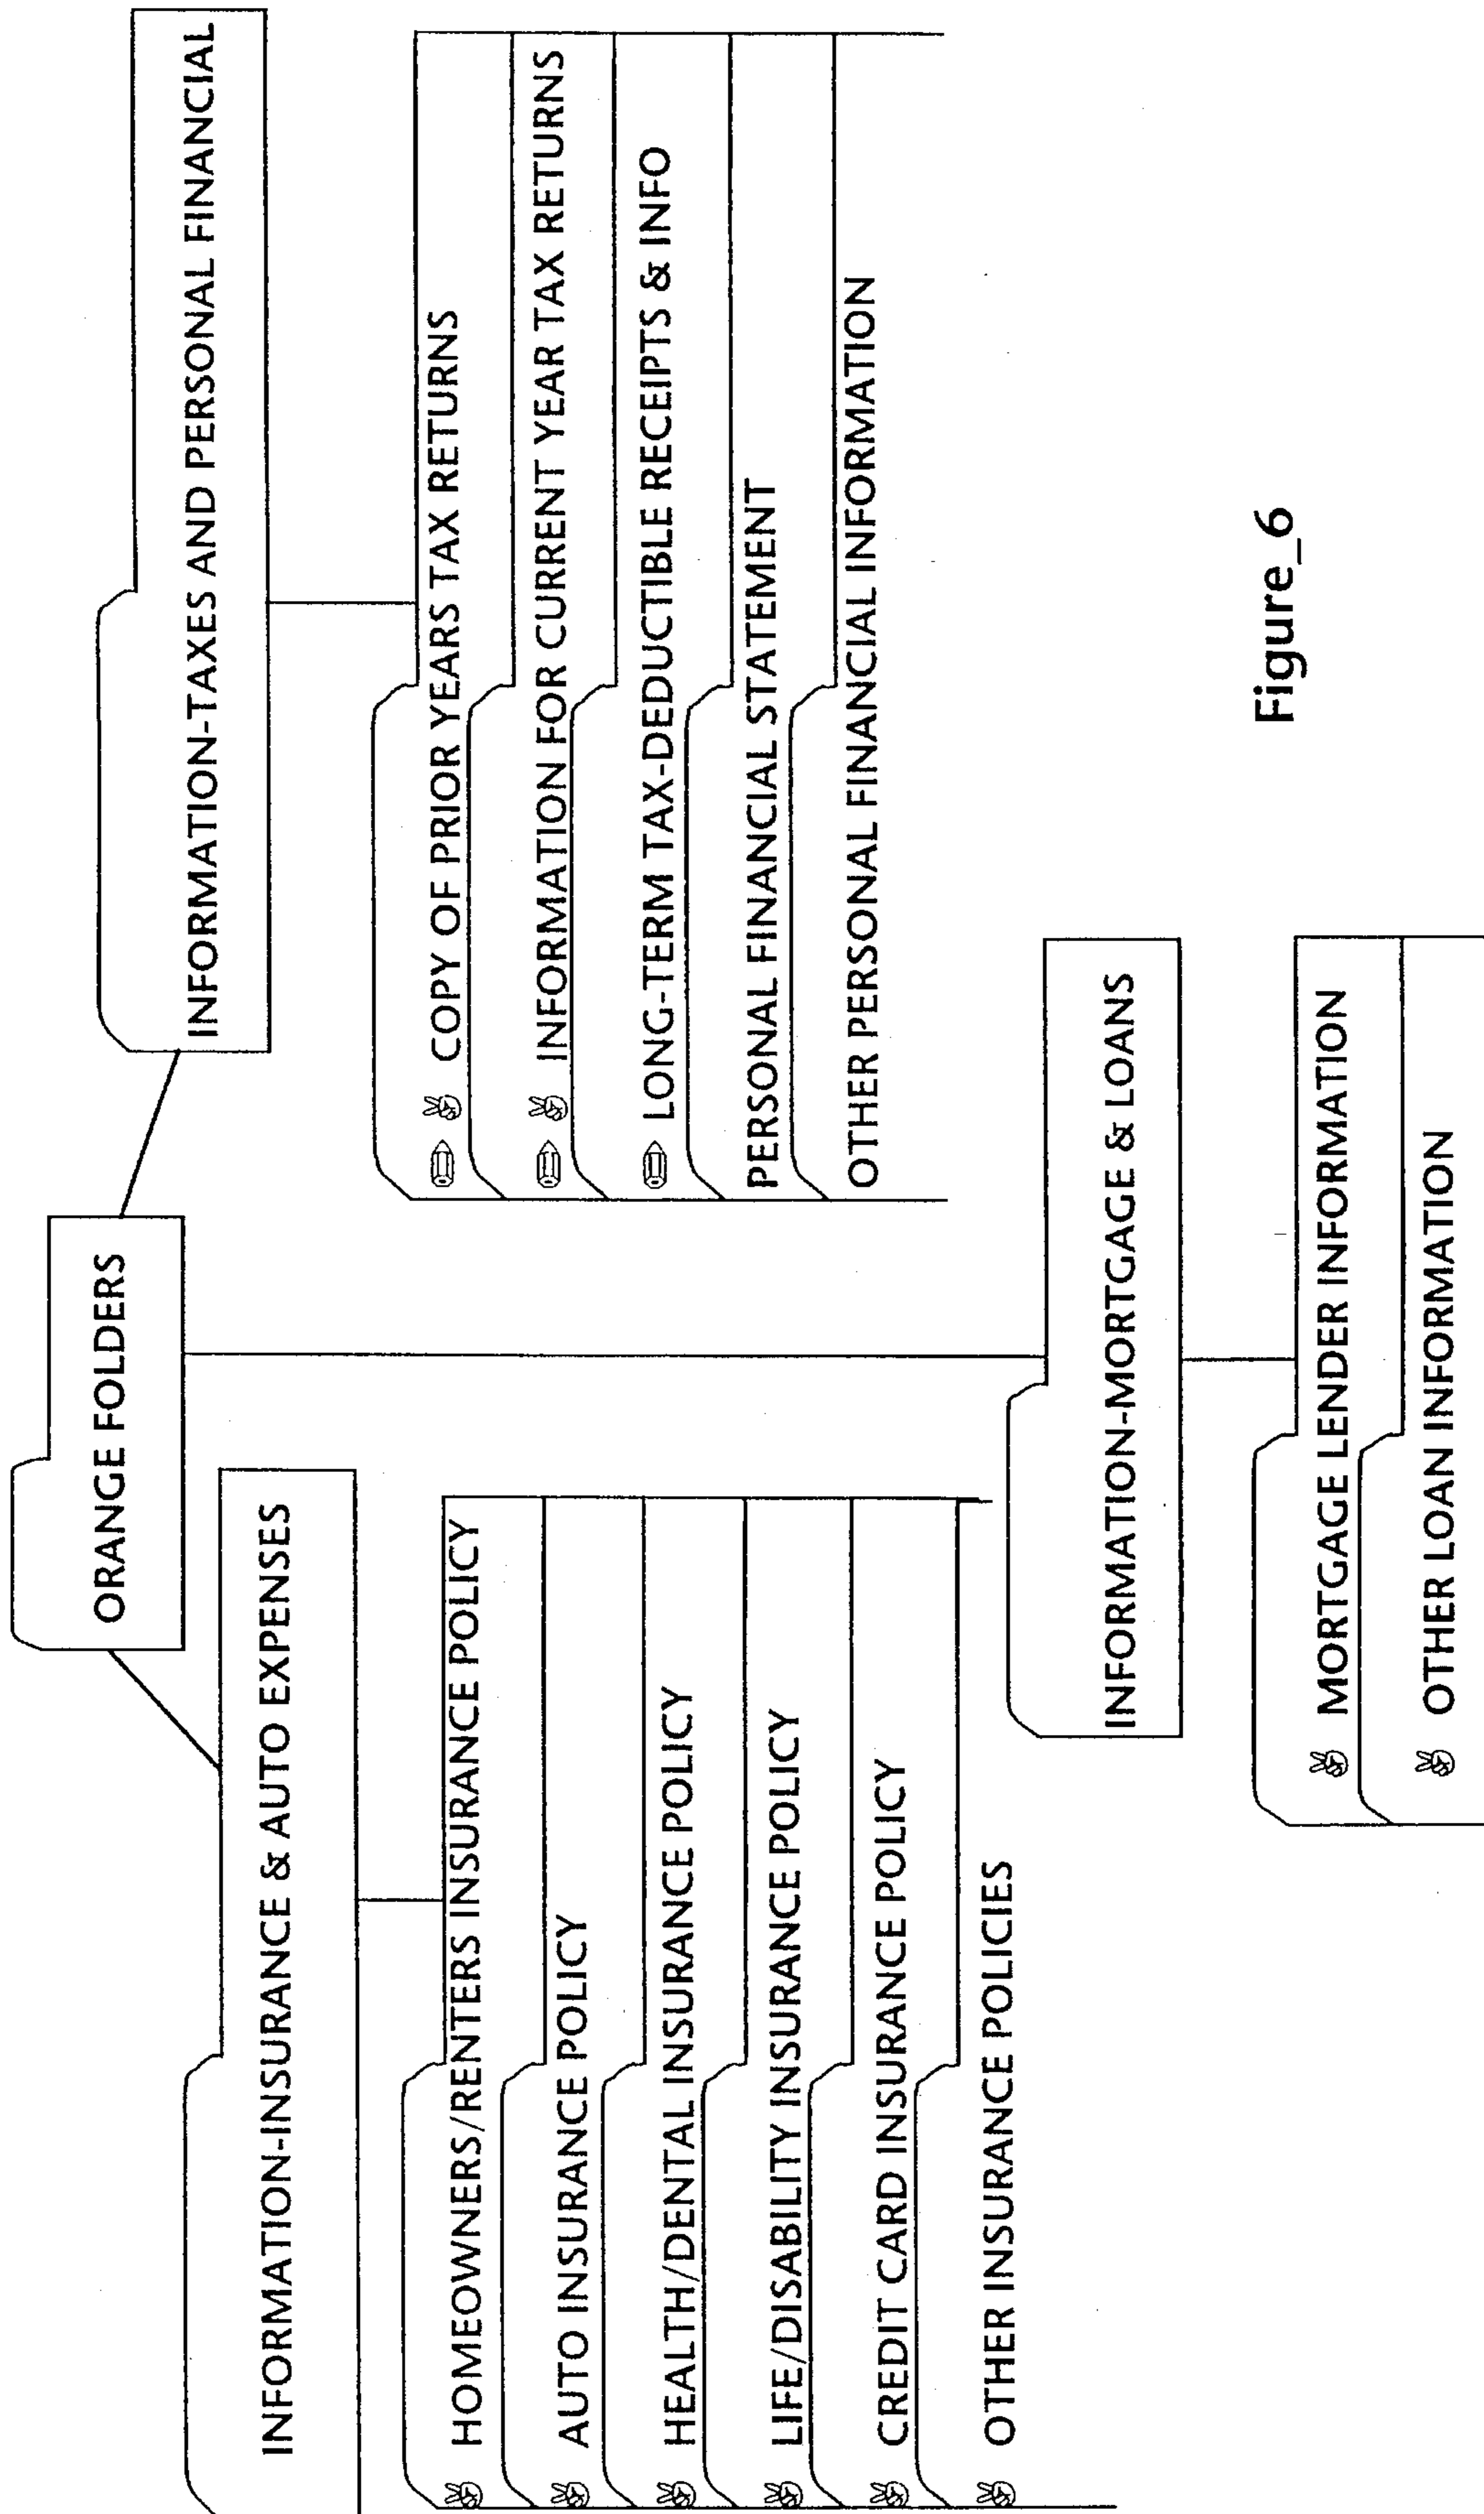 ORANGE FOLDERS
INFORMATION-INSURANCE & AUTO EXPENSES
HOMEOWNERS/RENTERS INSURANCE POLICY
AUTO INSURANCE POLICY
HEALTH/DENTAL INSURANCE POLICY
LIFE/DISABILITY INSURANCE POLICY
CREDIT CARD INSURANCE POLICY
OTHER INSURANCE POLICIES
INFORMATION-TAXES AND PERSONAL FINANCIAL
COPY OF PRIOR YEARS TAX RETURNS
INFORMATION FOR CURRENT YEAR TAX RETURNS
LONG-TERM TAX-DEDUCTIBLE RECEIPTS & INFO
PERSONAL FINANCIAL STATEMENT
OTHER PERSONAL FINANCIAL INFORMATION
INFORMATION-MORTGAGE & LOANS
MORTGAGE LENDER INFORMATION
OTHER LOAN INFORMATION
Figure_6